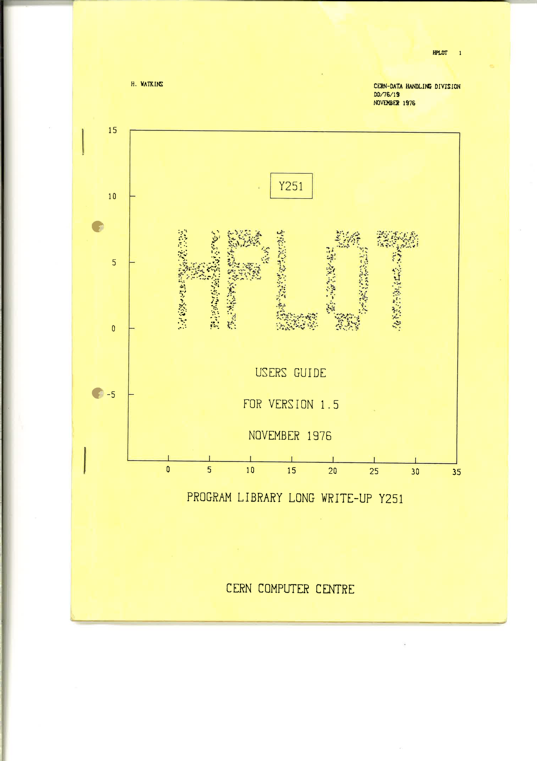 HPLOT 1
H. WATKINS
CERN-DATA HANDLING DIVISION
DD/76/19
NOVEMBER 1976
15
Y251
10
HPLOT
5
0
USERS GUIDE
-5
FOR VERSION 1.5
NOVEMBER 1976
0 5 10 15 20 25 30 35
PROGRAM LIBRARY LONG WRITE-UP Y251
CERN COMPUTER CENTRE